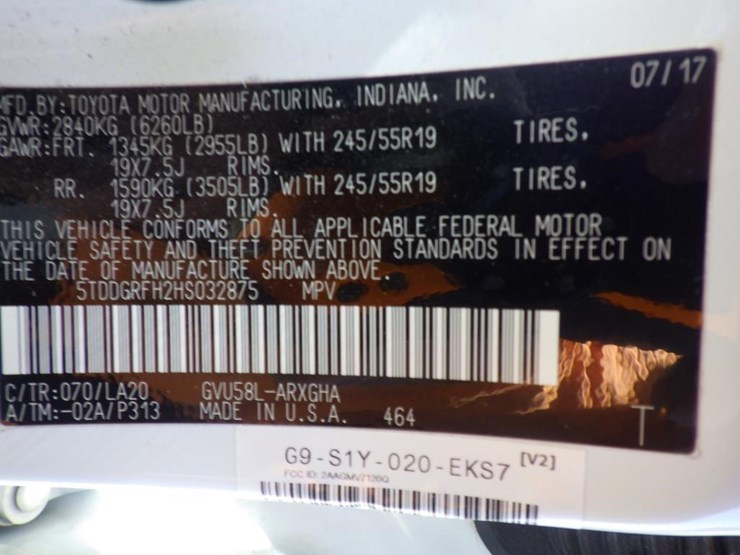 07/17
MFD.BY:TOYOTA MOTOR MANUFACTURING, INDIANA, INC.
GVWR:2840KG (6260LB)
GAWR:FRT. 1345KG (2955LB) WITH 245/55R19 TIRES,
19X7.5J RIMS.
RR. 1590KG (3505LB) WITH 245/55R19 TIRES,
19X7.5J RIMS.
THIS VEHICLE CONFORMS TO ALL APPLICABLE FEDERAL MOTOR
VEHICLE SAFETY AND THEFT PREVENTION STANDARDS IN EFFECT ON
THE DATE OF MANUFACTURE SHOWN ABOVE.
5TDDGRFH2HS032875 MPV
C/TR:070/LA20 GVU58L-ARXGHA
A/TM:-02A/P313 MADE IN U.S.A. 464
T
G9-S1Y-020-EKS7 [V2]
FCC ID: